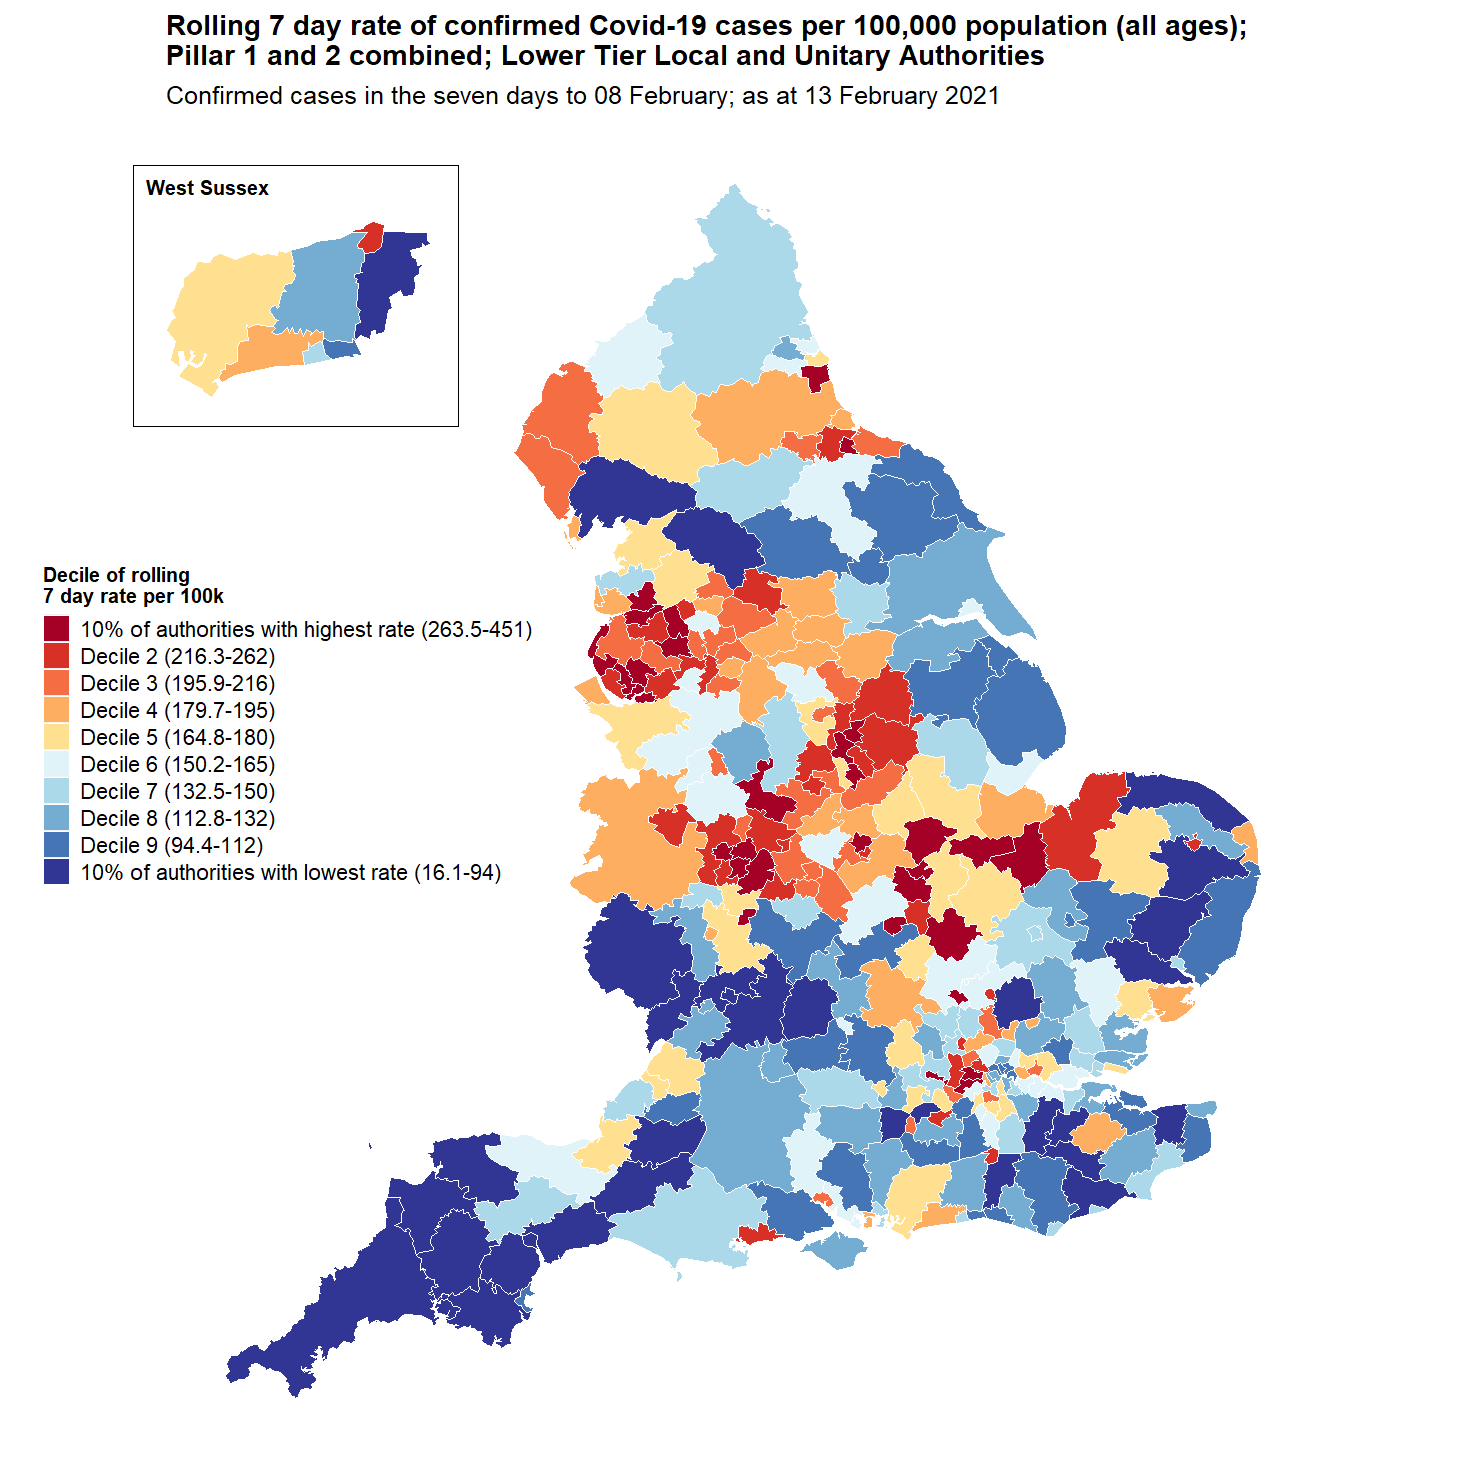 Rolling 7 day rate of confirmed Covid-19 cases per 100,000 population (all ages);
Pillar 1 and 2 combined; Lower Tier Local and Unitary Authorities
Confirmed cases in the seven days to 08 February; as at 13 February 2021
West Sussex
Decile of rolling
7 day rate per 100k
10% of authorities with highest rate (263.5-451)
Decile 2 (216.3-262)
Decile 3 (195.9-216)
Decile 4 (179.7-195)
Decile 5 (164.8-180)
Decile 6 (150.2-165)
Decile 7 (132.5-150)
Decile 8 (112.8-132)
Decile 9 (94.4-112)
10% of authorities with lowest rate (16.1-94)